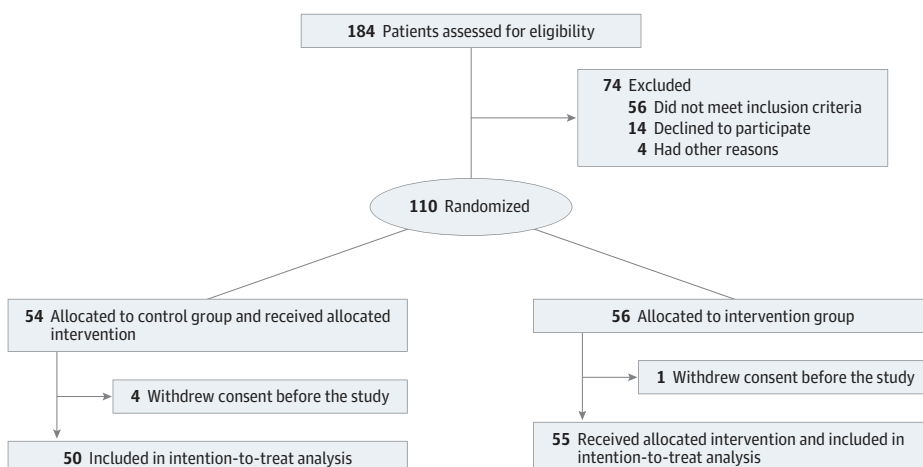 184 Patients assessed for eligibility
74 Excluded
56 Did not meet inclusion criteria
14 Declined to participate
4 Had other reasons
110 Randomized
54 Allocated to control group and received allocated
intervention
56 Allocated to intervention group
4 Withdrew consent before the study
1 Withdrew consent before the study
50 Included in intention-to-treat analysis
55 Received allocated intervention and included in
intention-to-treat analysis